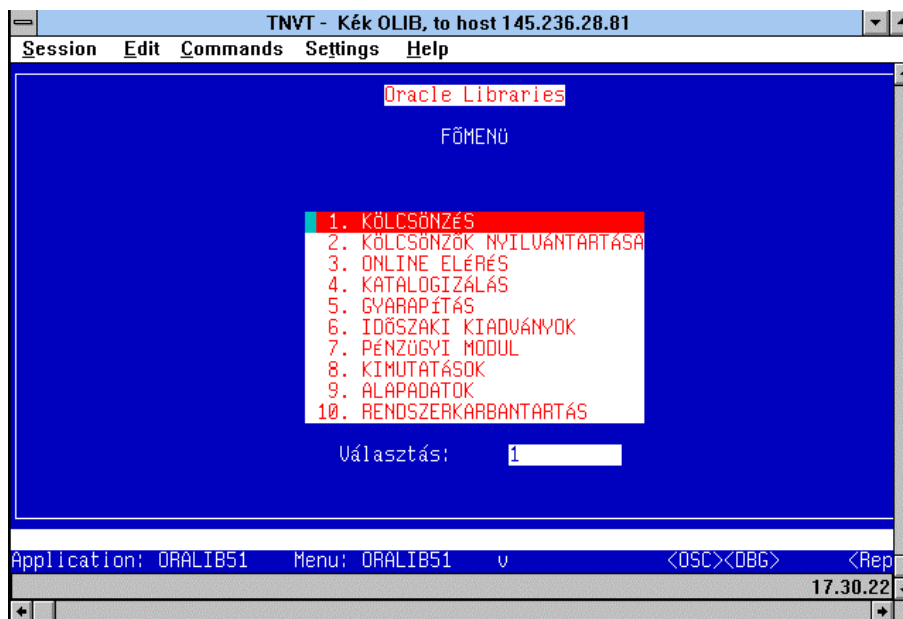 TNVT - Kék OLIB, to host 145.236.28.81
Session Edit Commands Settings Help
Oracle Libraries
FőMENü
1. KöLCSöNZéS
2. KöLCSöNZőK NYILVáNTARTáSA
3. ONLINE ELéRéS
4. KATALOGIZáLáS
5. GYARAPíTáS
6. IDőSZAKI KIADVáNYOK
7. PéNZüGYI MODUL
8. KIMUTATáSOK
9. ALAPADATOK
10. RENDSZERKARBANTARTáS
Választás: 1
Application: ORALIB51 Menu: ORALIB51 v <OSC><DBG> <Rep
17.30.22